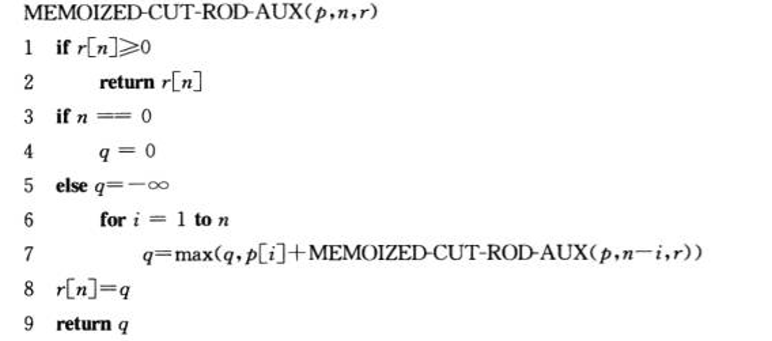 MEMOIZED-CUT-ROD-AUX(p,n,r)
1 if r[n]⩾0
2 return r[n]
3 if n == 0
4 q = 0
5 else q=-∞
6 for i = 1 to n
7 q=max(q,p[i]+MEMOIZED-CUT-ROD-AUX(p,n-i,r))
8 r[n]=q
9 return q